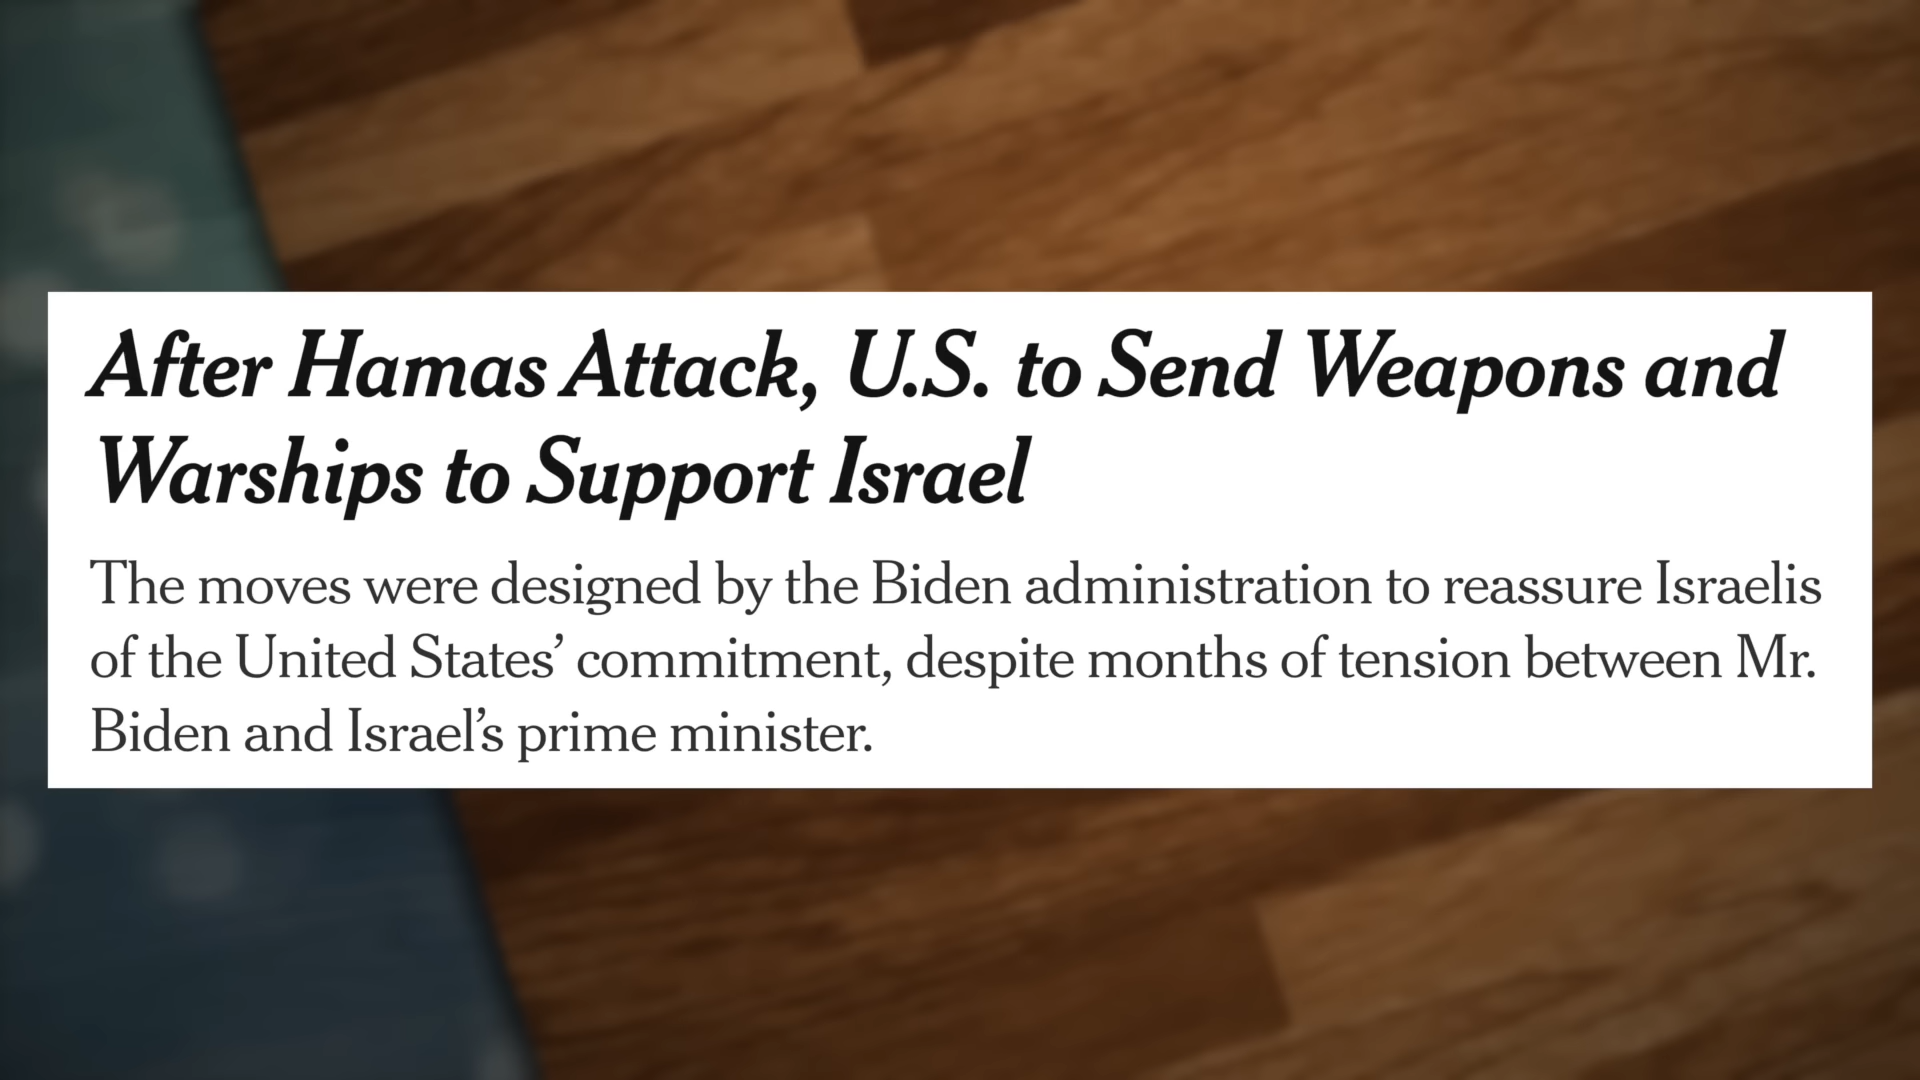 After Hamas Attack, U.S. to Send Weapons and
Warships to Support Israel
The moves were designed by the Biden administration to reassure Israelis
of the United States’ commitment, despite months of tension between Mr.
Biden and Israel’s prime minister.